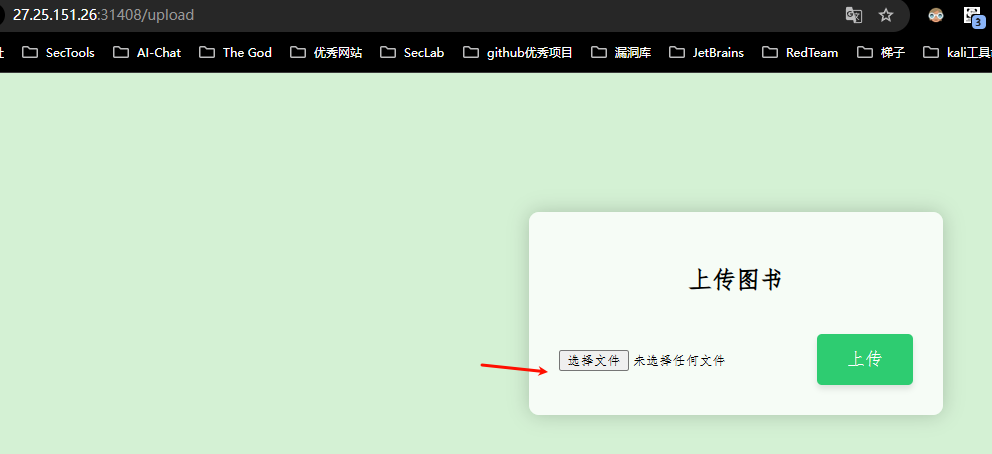 27.25.151.26:31408/upload
3
址 SecTools AI-Chat The God 优秀网站 SecLab github优秀项目 漏洞库 JetBrains RedTeam 梯子 kali工具
上传图书
选择文件 未选择任何文件 上传